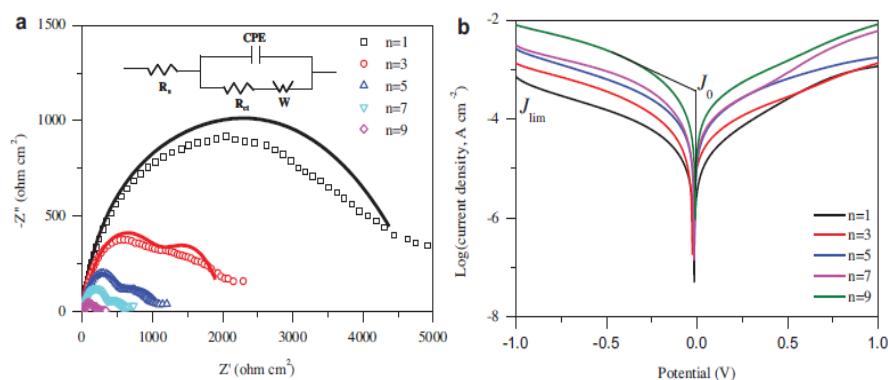 a
-1500
-1000
-500
0
-Z" (ohm cm²)
0 1000 2000 3000 4000 5000
Z' (ohm cm²)
CPE
Rs
Rct
W
n=1
n=3
n=5
n=7
n=9
b
-2
-4
-6
-8
Log(current density, A cm⁻²)
-1.0 -0.5 0.0 0.5 1.0
Potential (V)
J0
Jlim
n=1
n=3
n=5
n=7
n=9